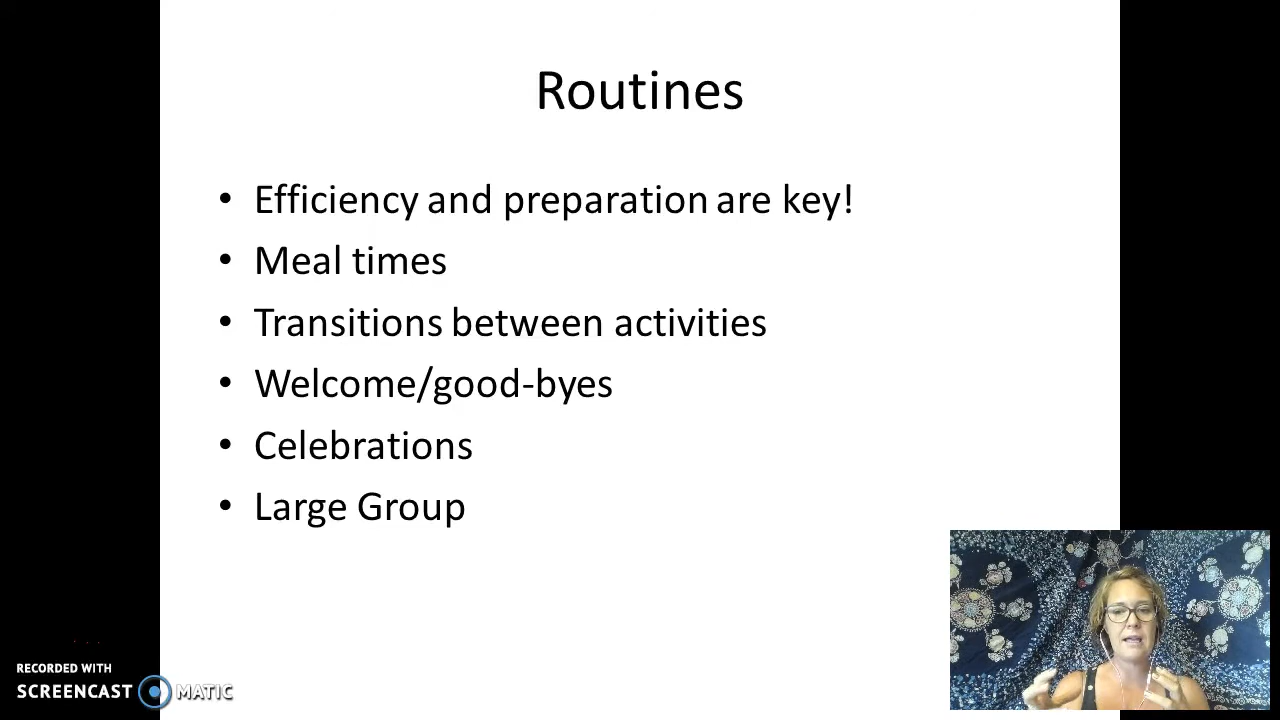 Routines
• Efficiency and preparation are key!
• Meal times
• Transitions between activities
• Welcome/good-byes
• Celebrations
• Large Group
RECORDED WITH
SCREENCAST MATIC